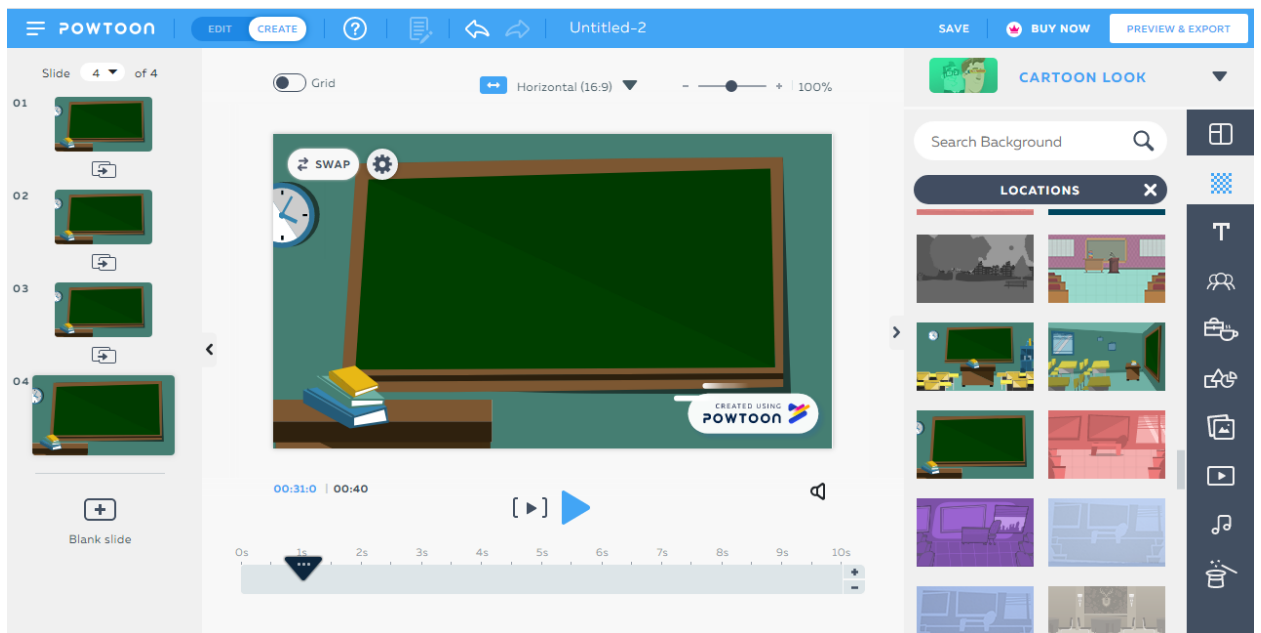 POWTOON EDIT CREATE ? Untitled-2 SAVE BUY NOW PREVIEW & EXPORT
Slide 4 of 4
Grid
Horizontal (16:9) - + 100%
CARTOON LOOK
01
02
03
04
Blank slide
SWAP
CREATED USING
POWTOON
00:31:0 | 00:40
0s 1s 2s 3s 4s 5s 6s 7s 8s 9s 10s
+
-
Search Background
LOCATIONS X
T